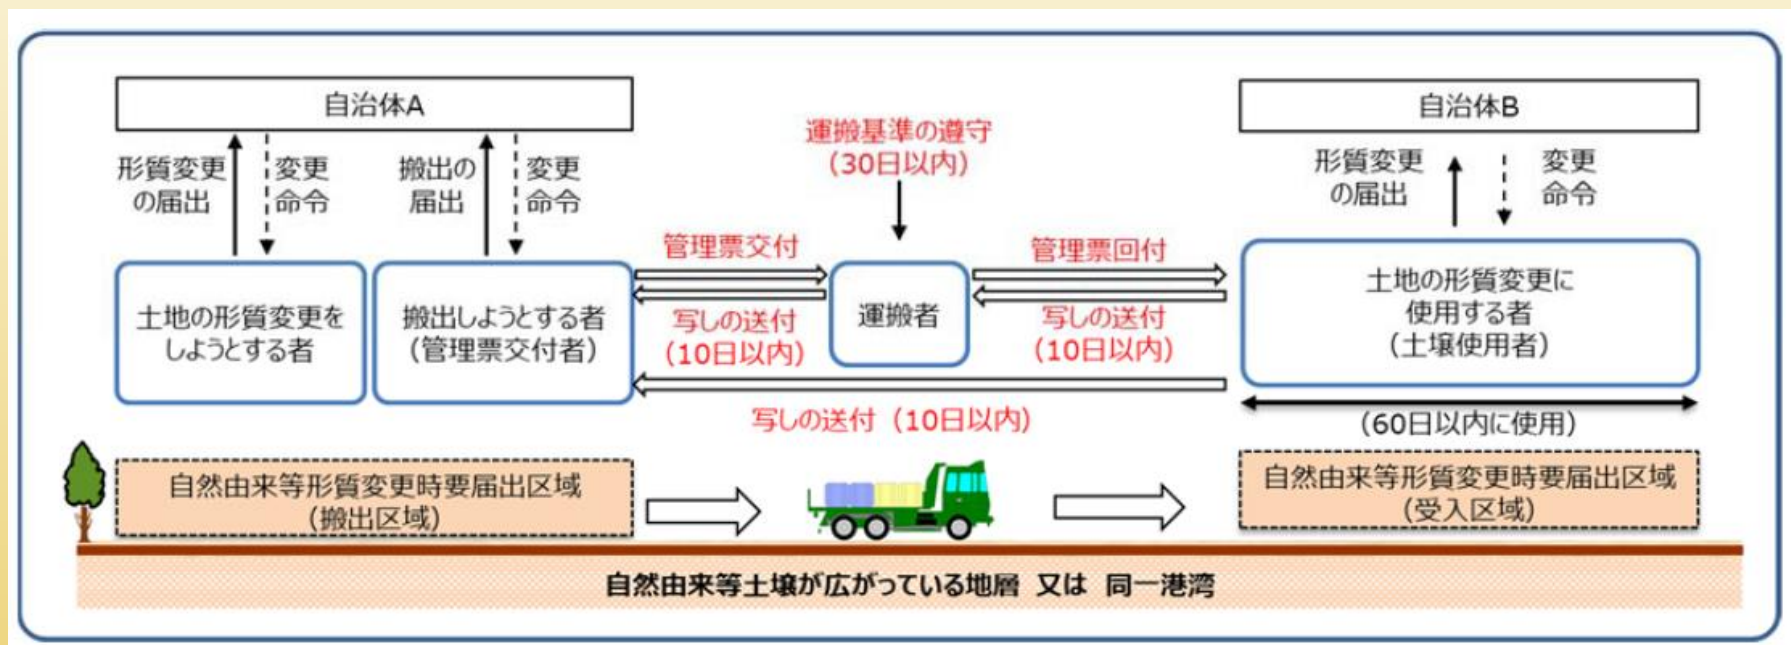 自治体A
自治体B
形質変更
の届出
変更
命令
搬出の
届出
変更
命令
運搬基準の遵守
(30日以内)
形質変更
の届出
変更
命令
土地の形質変更を
しようとする者
搬出しようとする者
(管理票交付者)
管理票交付
写しの送付
(10日以内)
運搬者
管理票回付
写しの送付
(10日以内)
土地の形質変更に
使用する者
(土壌使用者)
写しの送付 (10日以内)
(60日以内に使用)
自然由来等形質変更時要届出区域
(搬出区域)
自然由来等形質変更時要届出区域
(受入区域)
自然由来等土壌が広がっている地層 又は 同一港湾